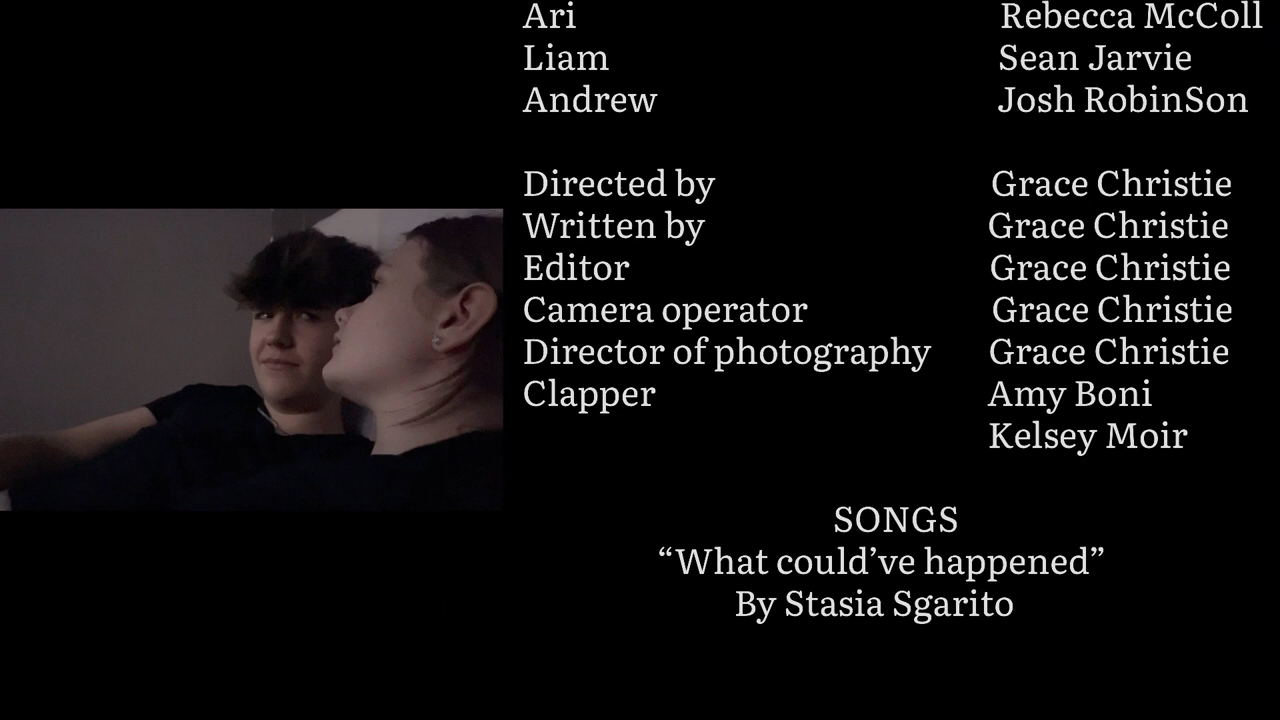 Ari Rebecca McColl
Liam Sean Jarvie
Andrew Josh RobinSon
Directed by Grace Christie
Written by Grace Christie
Editor Grace Christie
Camera operator Grace Christie
Director of photography Grace Christie
Clapper Amy Boni
Kelsey Moir
SONGS
“What could’ve happened”
By Stasia Sgarito